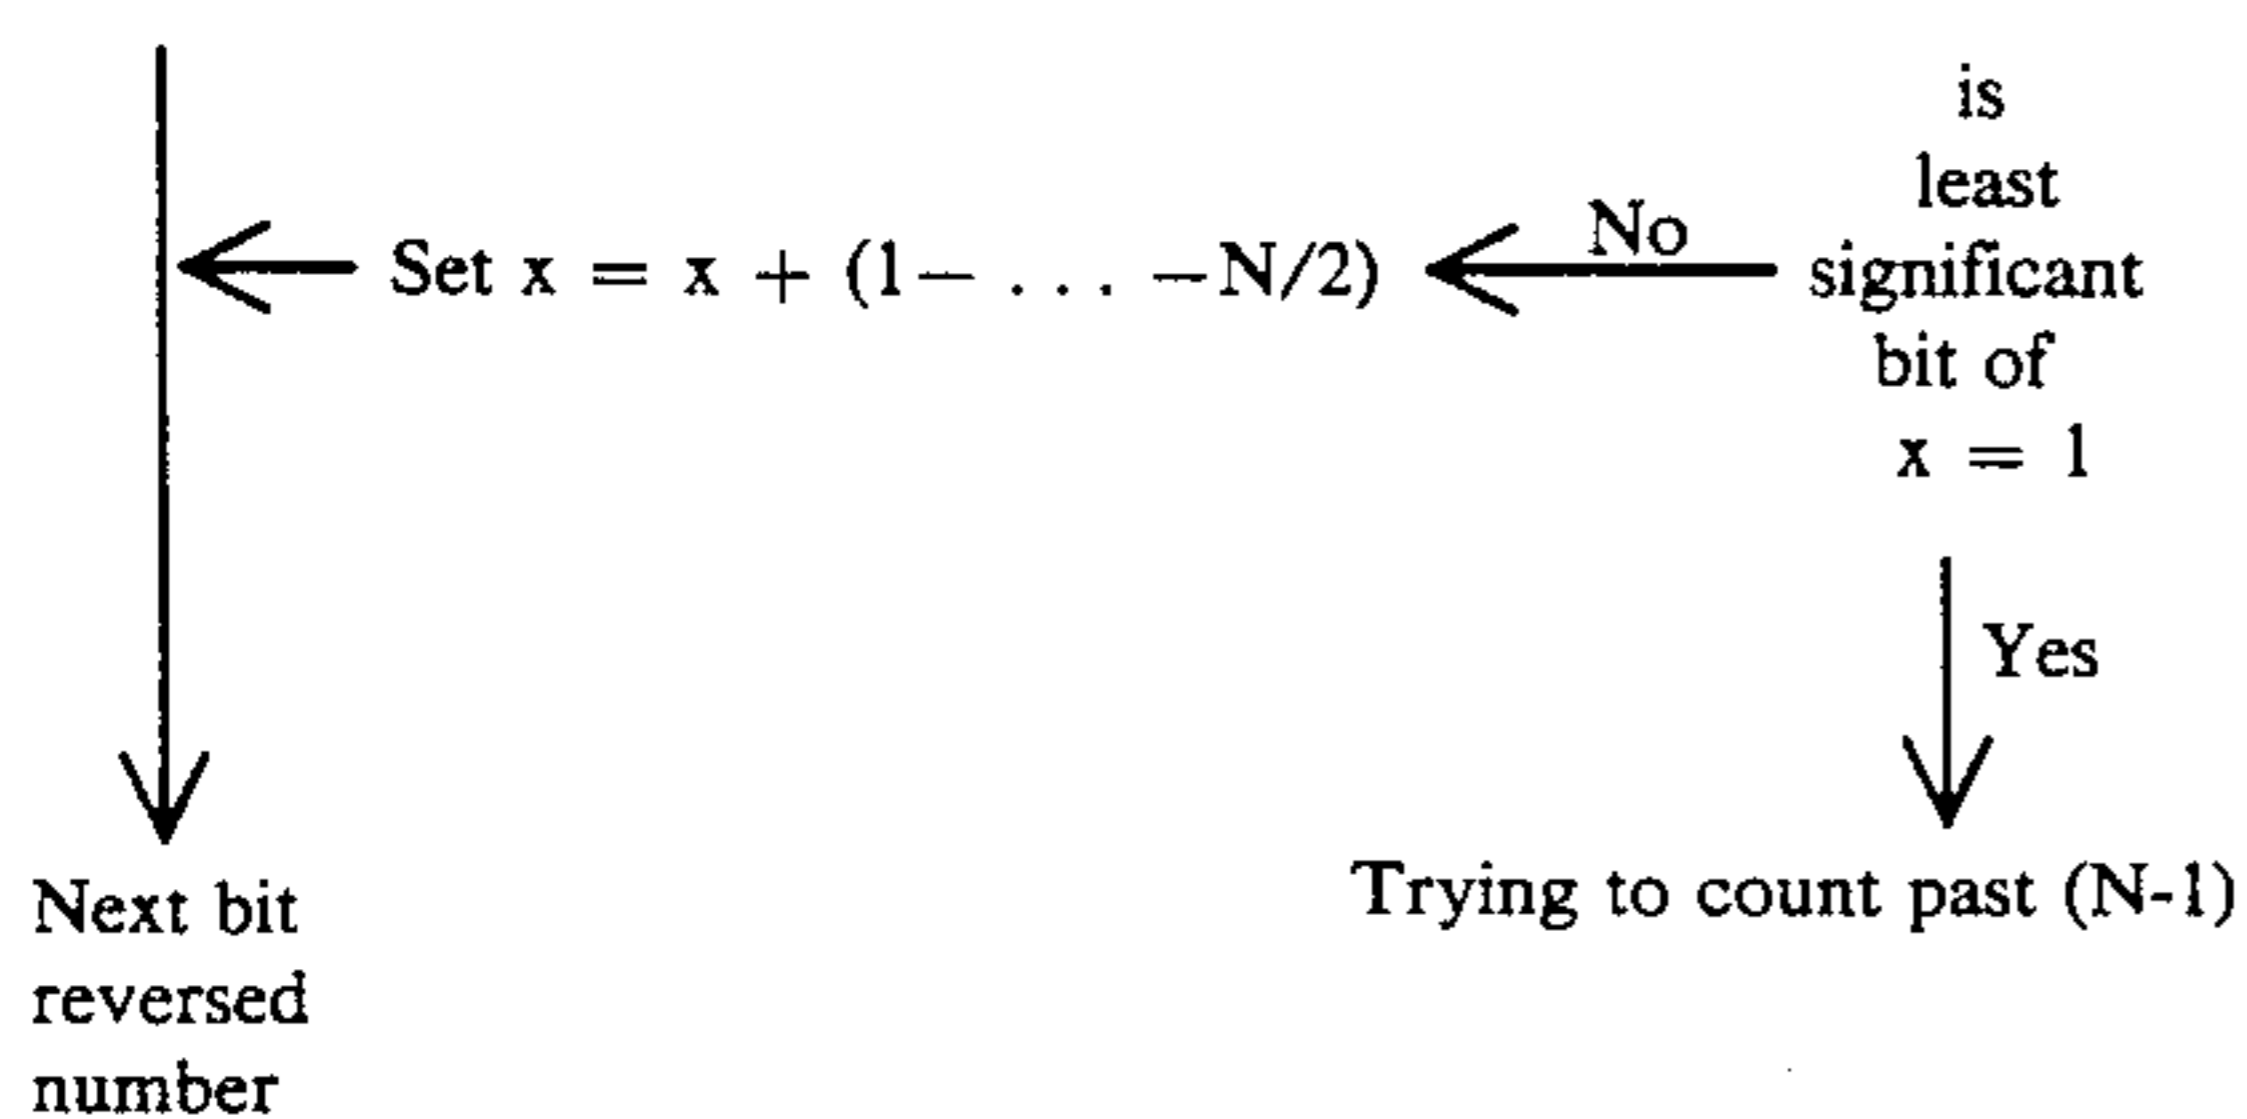 is
least
significant
bit of
x = 1
No
Set x = x + (1− . . . −N/2)
Yes
Trying to count past (N-1)
Next bit
reversed
number